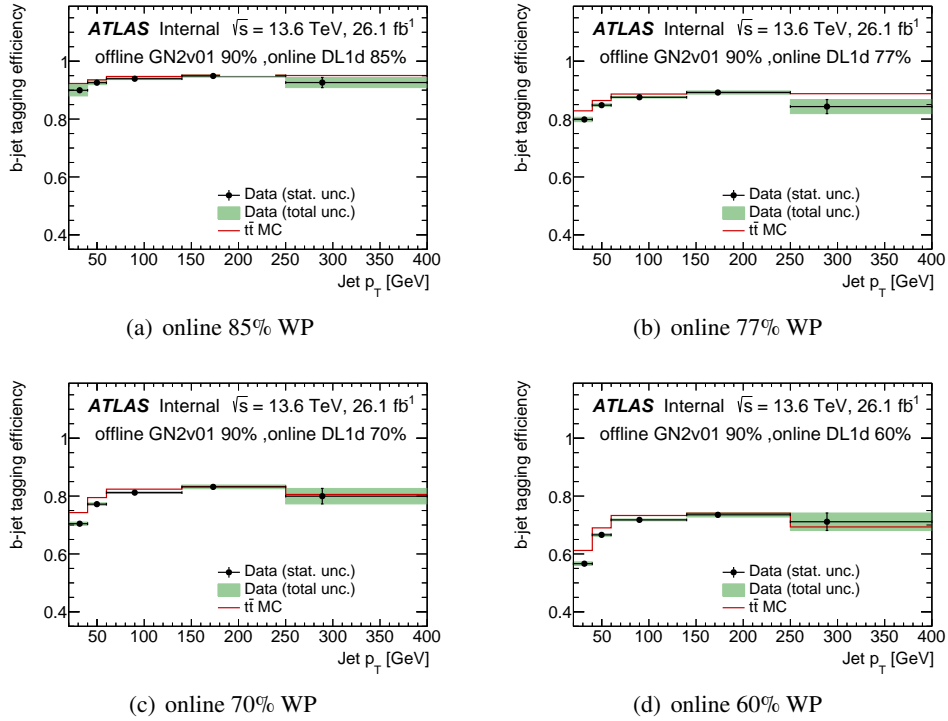 ATLAS Internal √s = 13.6 TeV, 26.1 fb⁻¹
offline GN2v01 90% ,online DL1d 85%
b-jet tagging efficiency
1
0.8
0.6
0.4
Data (stat. unc.)
Data (total unc.)
tt̄ MC
50 100 150 200 250 300 350 400
Jet p_T [GeV]
(a) online 85% WP
ATLAS Internal √s = 13.6 TeV, 26.1 fb⁻¹
offline GN2v01 90% ,online DL1d 77%
b-jet tagging efficiency
1
0.8
0.6
0.4
Data (stat. unc.)
Data (total unc.)
tt̄ MC
50 100 150 200 250 300 350 400
Jet p_T [GeV]
(b) online 77% WP
ATLAS Internal √s = 13.6 TeV, 26.1 fb⁻¹
offline GN2v01 90% ,online DL1d 70%
b-jet tagging efficiency
1
0.8
0.6
0.4
Data (stat. unc.)
Data (total unc.)
tt̄ MC
50 100 150 200 250 300 350 400
Jet p_T [GeV]
(c) online 70% WP
ATLAS Internal √s = 13.6 TeV, 26.1 fb⁻¹
offline GN2v01 90% ,online DL1d 60%
b-jet tagging efficiency
1
0.8
0.6
0.4
Data (stat. unc.)
Data (total unc.)
tt̄ MC
50 100 150 200 250 300 350 400
Jet p_T [GeV]
(d) online 60% WP